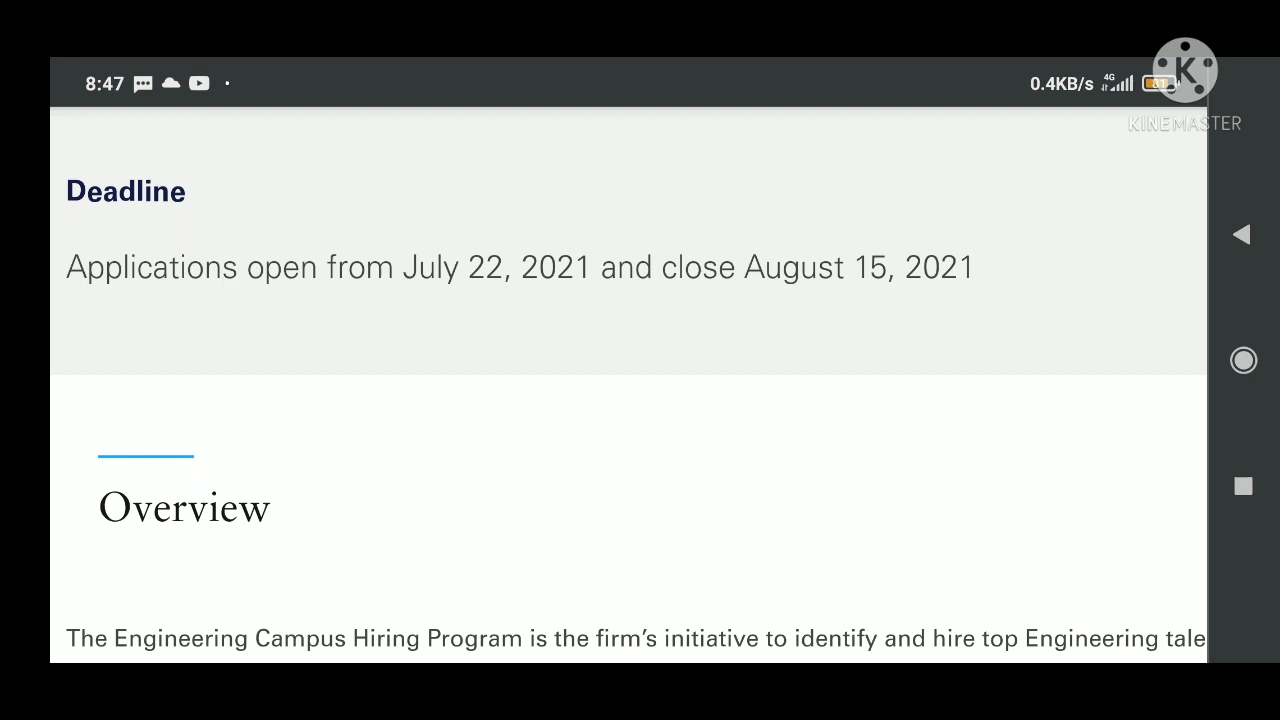 8:47
0.4KB/s 4G
K
KINEMASTER
Deadline
Applications open from July 22, 2021 and close August 15, 2021
Overview
The Engineering Campus Hiring Program is the firm's initiative to identify and hire top Engineering tale